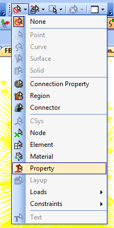 None
Point
Curve
Surface
Solid
Connection Property
Region
Connector
CSys
Node
Element
Material
Property
Layup
Loads
Constraints
Text